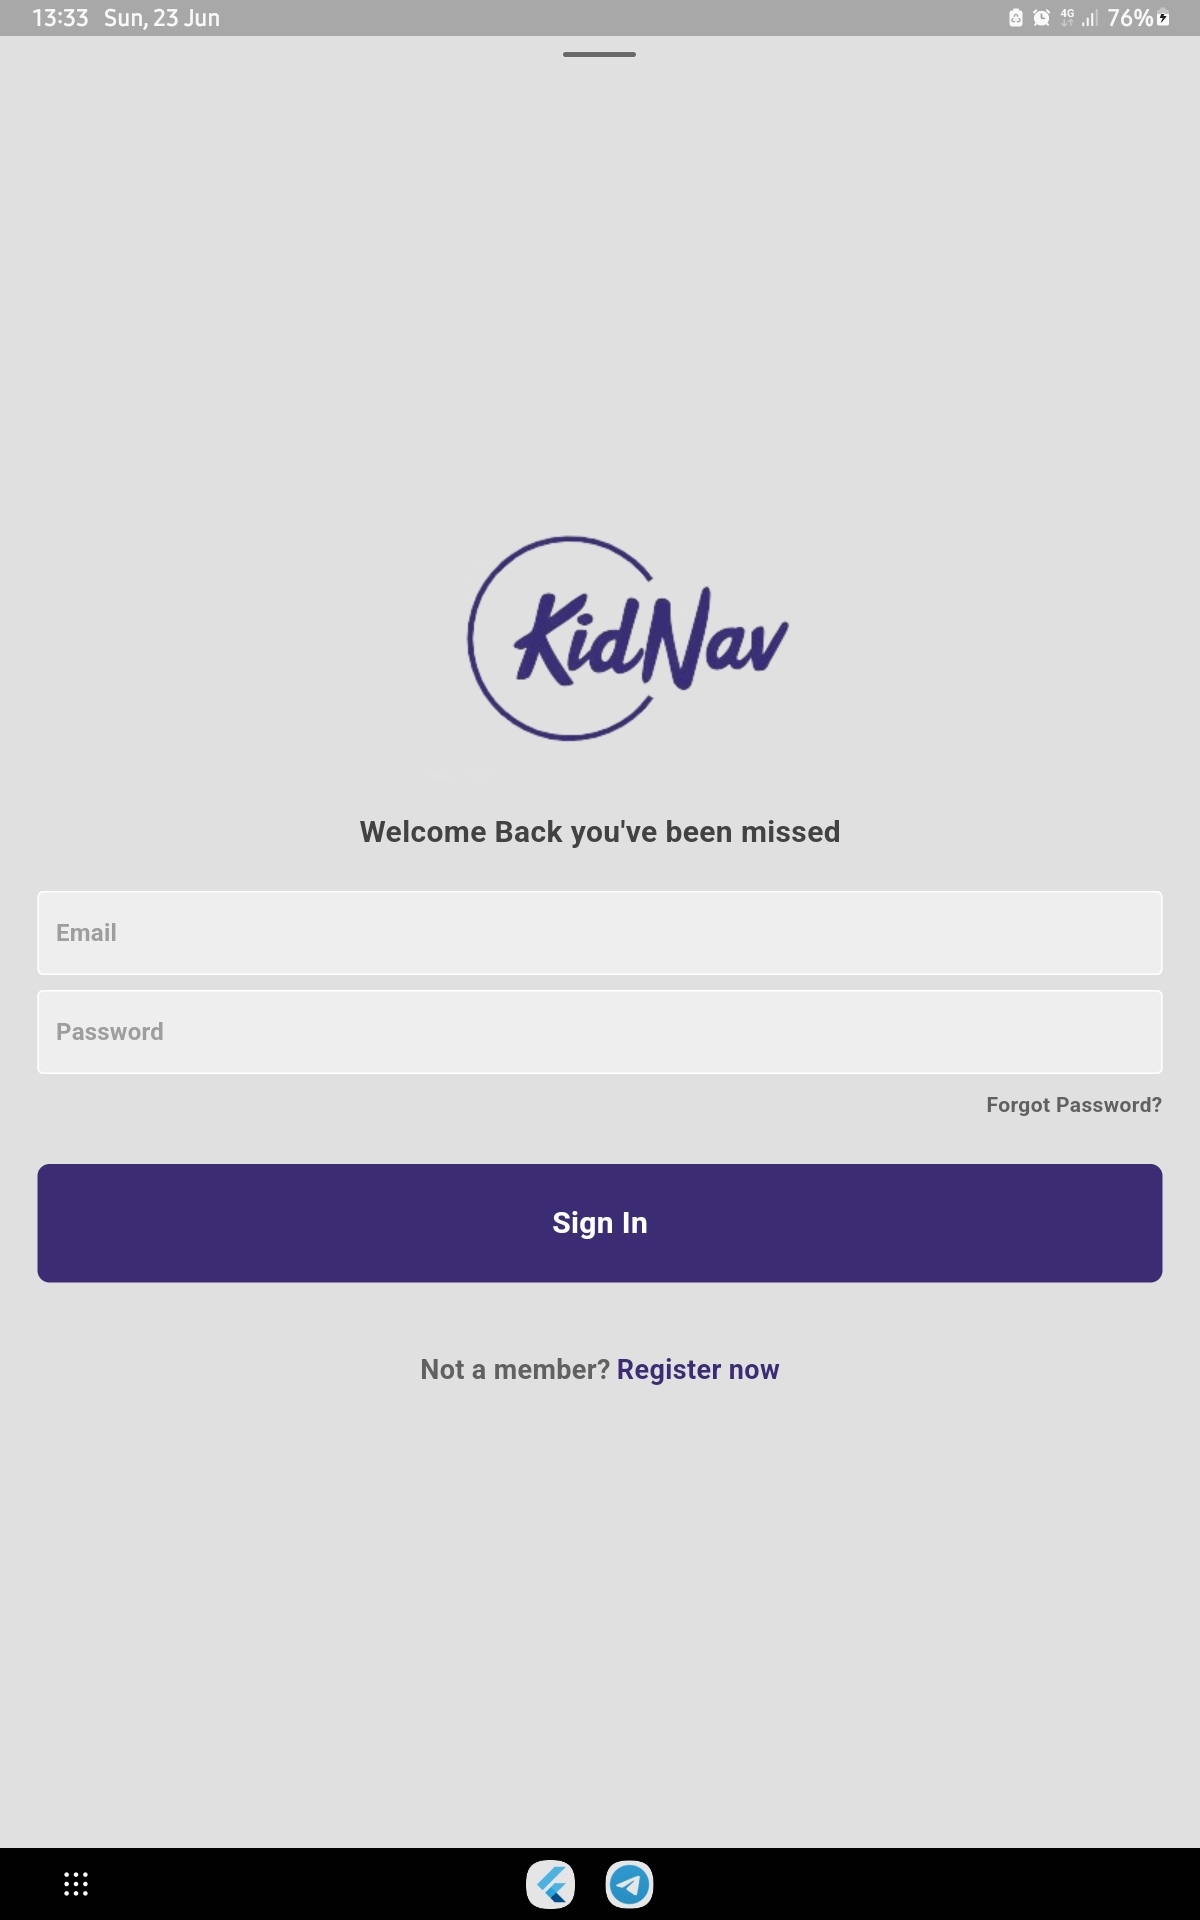 13:33 Sun, 23 Jun 4G 76%
KidNav
Welcome Back you've been missed
Email
Password
Forgot Password?
Sign In
Not a member? Register now